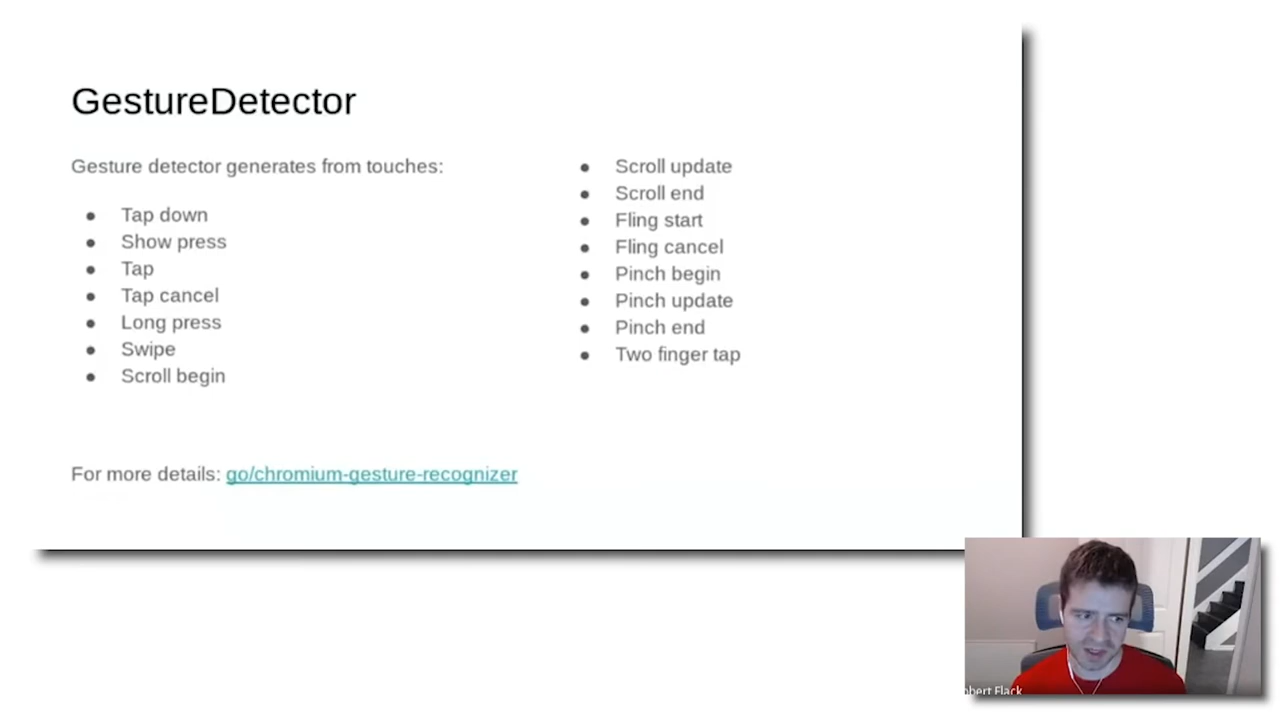 GestureDetector
Gesture detector generates from touches:
● Tap down
● Show press
● Tap
● Tap cancel
● Long press
● Swipe
● Scroll begin
● Scroll update
● Scroll end
● Fling start
● Fling cancel
● Pinch begin
● Pinch update
● Pinch end
● Two finger tap
For more details: go/chromium-gesture-recognizer
Flack